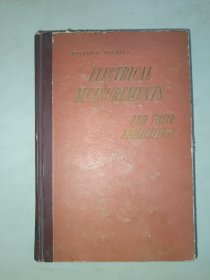 ELECTRICAL
MEASUREMENTS
AND THEIR
APPLICATIONS